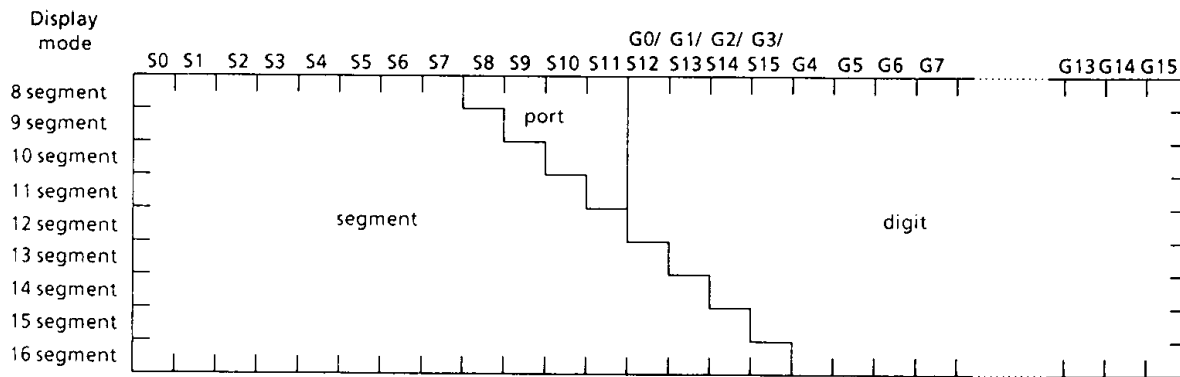 Display
mode
G0/ G1/ G2/ G3/
S0 S1 S2 S3 S4 S5 S6 S7 S8 S9 S10 S11 S12 S13 S14 S15 G4 G5 G6 G7 G13 G14 G15
8 segment
9 segment
port
10 segment
11 segment
12 segment
segment
digit
13 segment
14 segment
15 segment
16 segment